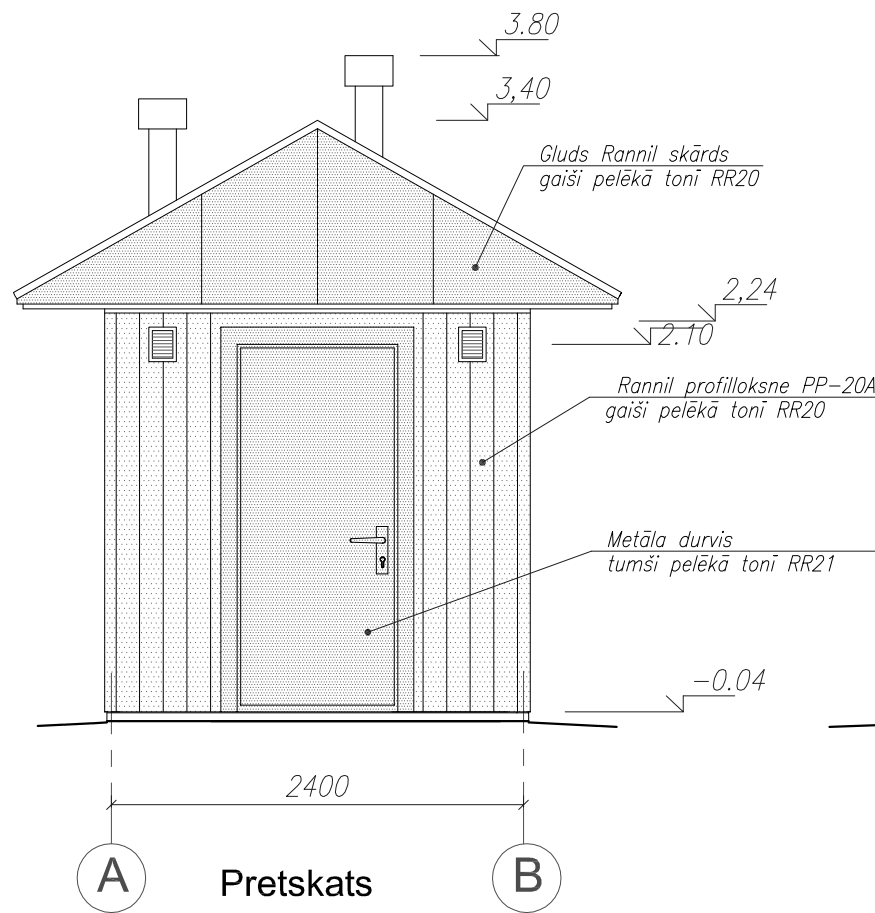 3.80
3,40
Gluds Rannil skārds
gaiši pelēkā tonī RR20
2,24
2.10
Rannil profilloksne PP-20A
gaiši pelēkā tonī RR20
Metāla durvis
tumši pelēkā tonī RR21
-0.04
2400
A
B
Pretskats